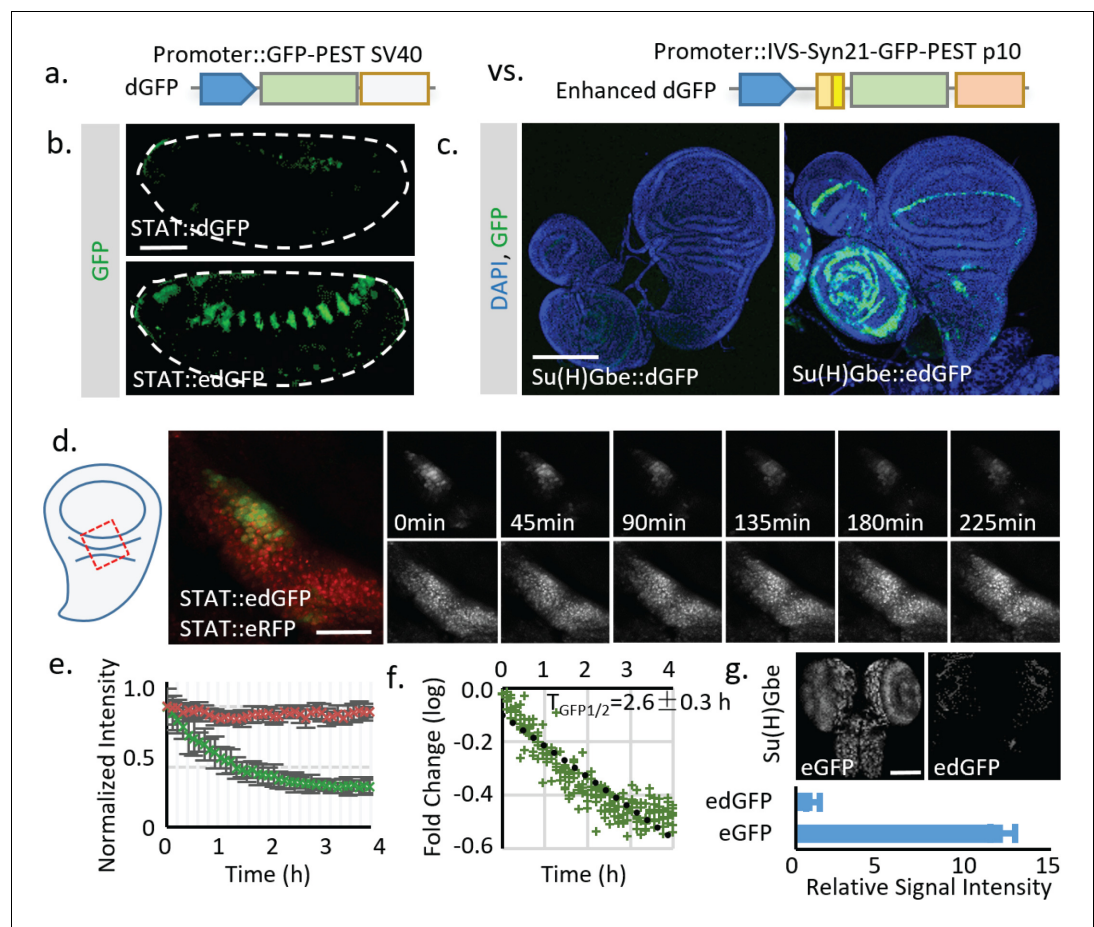 a.
Promoter::GFP-PEST SV40
dGFP
vs.
Promoter::IVS-Syn21-GFP-PEST p10
Enhanced dGFP
b.
GFP
STAT::dGFP
STAT::edGFP
c.
DAPI, GFP
Su(H)Gbe::dGFP
Su(H)Gbe::edGFP
d.
STAT::edGFP
STAT::eRFP
0min
45min
90min
135min
180min
225min
e.
Normalized Intensity
1.0
0.5
0
0 1 2 3 4
Time (h)
f.
Fold Change (log)
0 1 2 3 4
0.0
-0.2
-0.4
-0.6
TGFP1/2=2.6±0.3 h
Time (h)
g.
Su(H)Gbe
eGFP
edGFP
edGFP
eGFP
0 5 10 15
Relative Signal Intensity